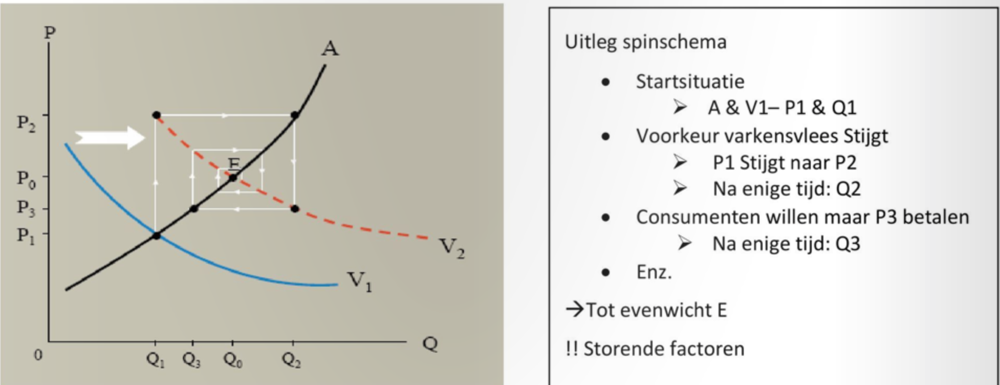 P
A
P₂
E
P₀
P₃
P₁
V₂
V₁
0
Q₁
Q₃
Q₀
Q₂
Q
Uitleg spinschema
• Startsituatie
➢ A & V1– P1 & Q1
• Voorkeur varkensvlees Stijgt
➢ P1 Stijgt naar P2
➢ Na enige tijd: Q2
• Consumenten willen maar P3 betalen
➢ Na enige tijd: Q3
• Enz.
→Tot evenwicht E
!! Storende factoren